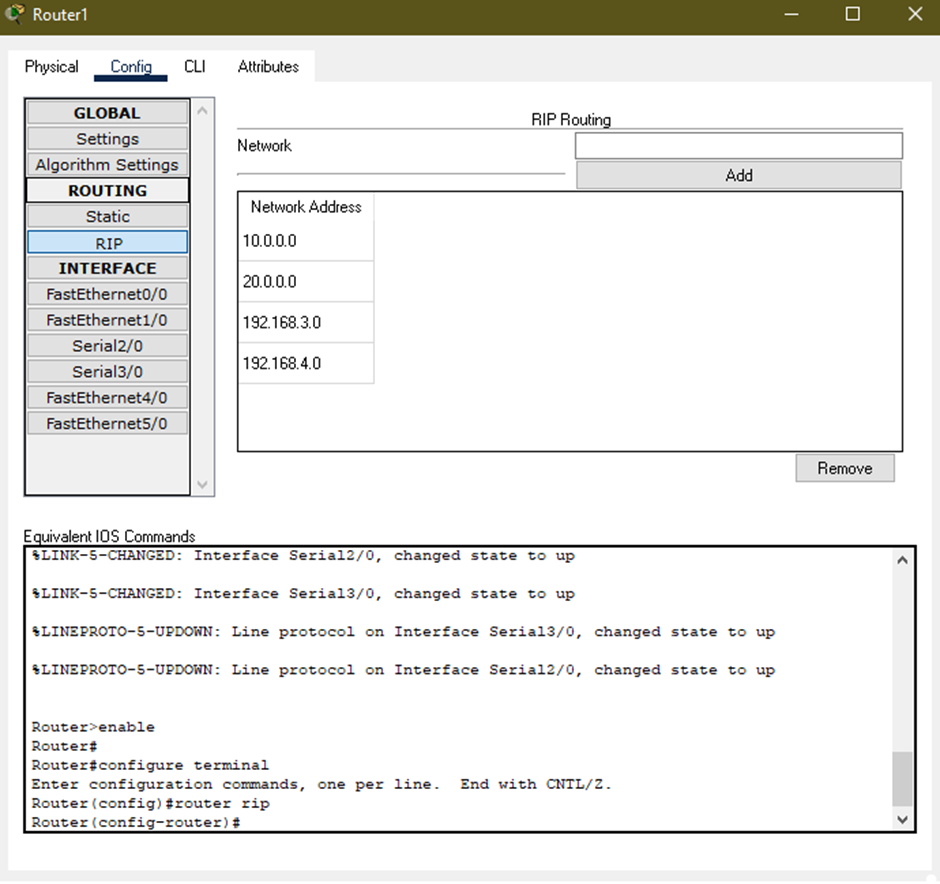 Router1
Physical Config CLI Attributes
GLOBAL
Settings
Algorithm Settings
ROUTING
Static
RIP
INTERFACE
FastEthernet0/0
FastEthernet1/0
Serial2/0
Serial3/0
FastEthernet4/0
FastEthernet5/0
RIP Routing
Network
Add
Network Address
10.0.0.0
20.0.0.0
192.168.3.0
192.168.4.0
Remove
Equivalent IOS Commands
%LINK-5-CHANGED: Interface Serial2/0, changed state to up
%LINK-5-CHANGED: Interface Serial3/0, changed state to up
%LINEPROTO-5-UPDOWN: Line protocol on Interface Serial3/0, changed state to up
%LINEPROTO-5-UPDOWN: Line protocol on Interface Serial2/0, changed state to up
Router>enable
Router#
Router#configure terminal
Enter configuration commands, one per line.  End with CNTL/Z.
Router(config)#router rip
Router(config-router)#